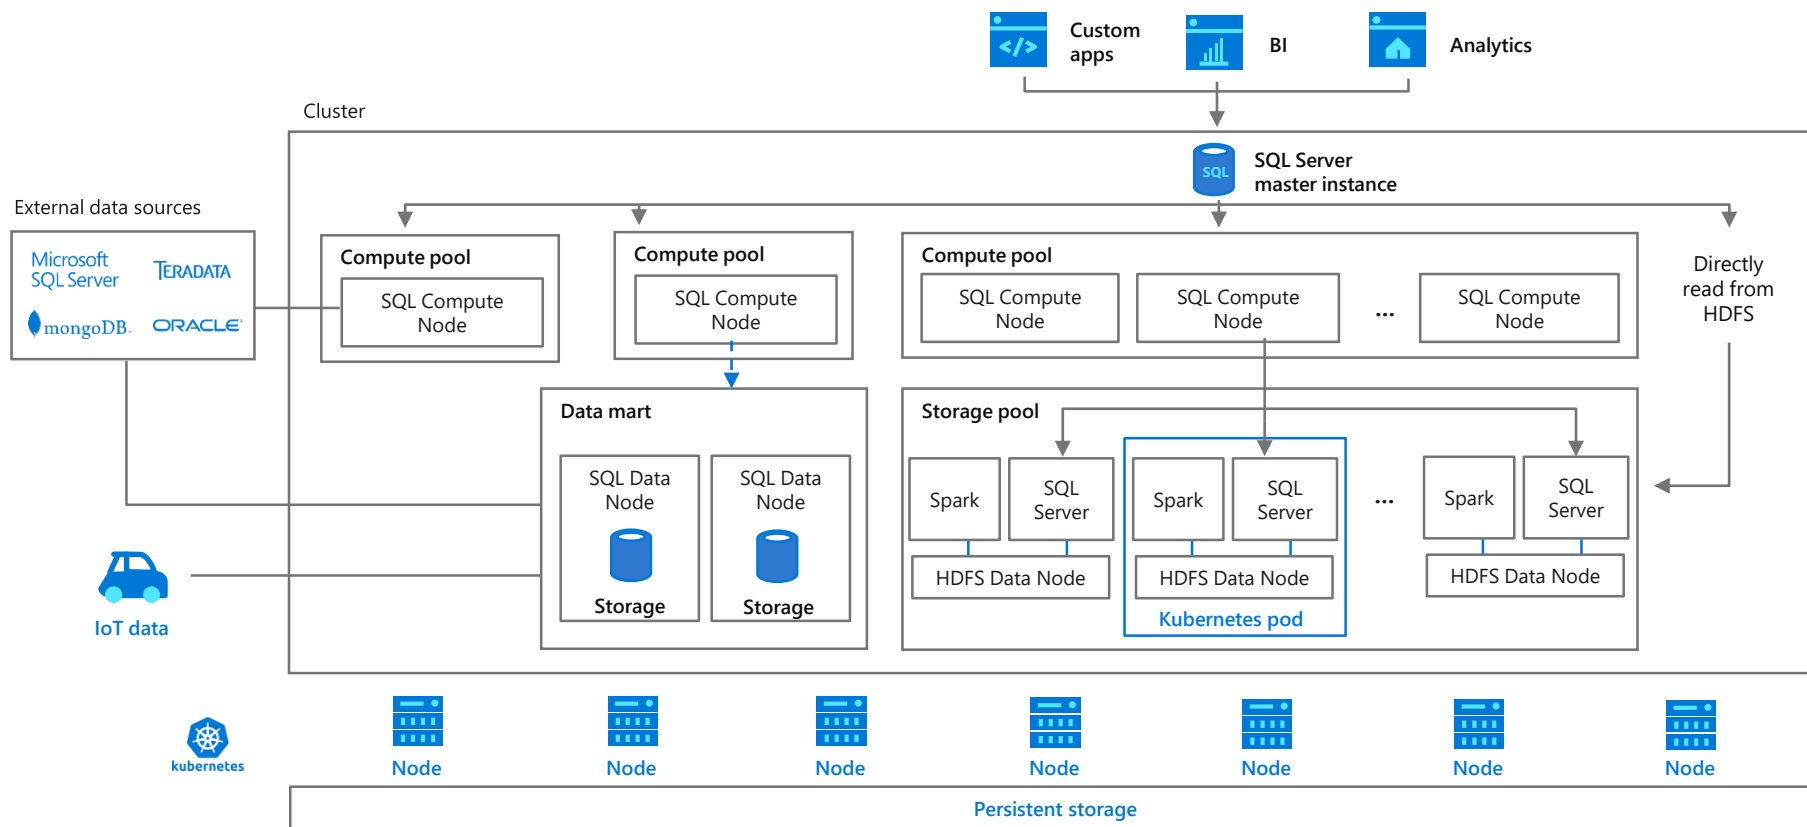 Custom
apps
</>
BI
Analytics
Cluster
SQL
SQL Server
master instance
External data sources
Microsoft
SQL Server
TERADATA
mongoDB.
ORACLE
Compute pool
SQL Compute
Node
Compute pool
SQL Compute
Node
Compute pool
SQL Compute
Node
SQL Compute
Node
...
SQL Compute
Node
Directly
read from
HDFS
Data mart
SQL Data
Node
Storage
SQL Data
Node
Storage
Storage pool
Spark
SQL
Server
HDFS Data Node
Spark
SQL
Server
HDFS Data Node
Kubernetes pod
...
Spark
SQL
Server
HDFS Data Node
IoT data
kubernetes
Node
Node
Node
Node
Node
Node
Node
Persistent storage